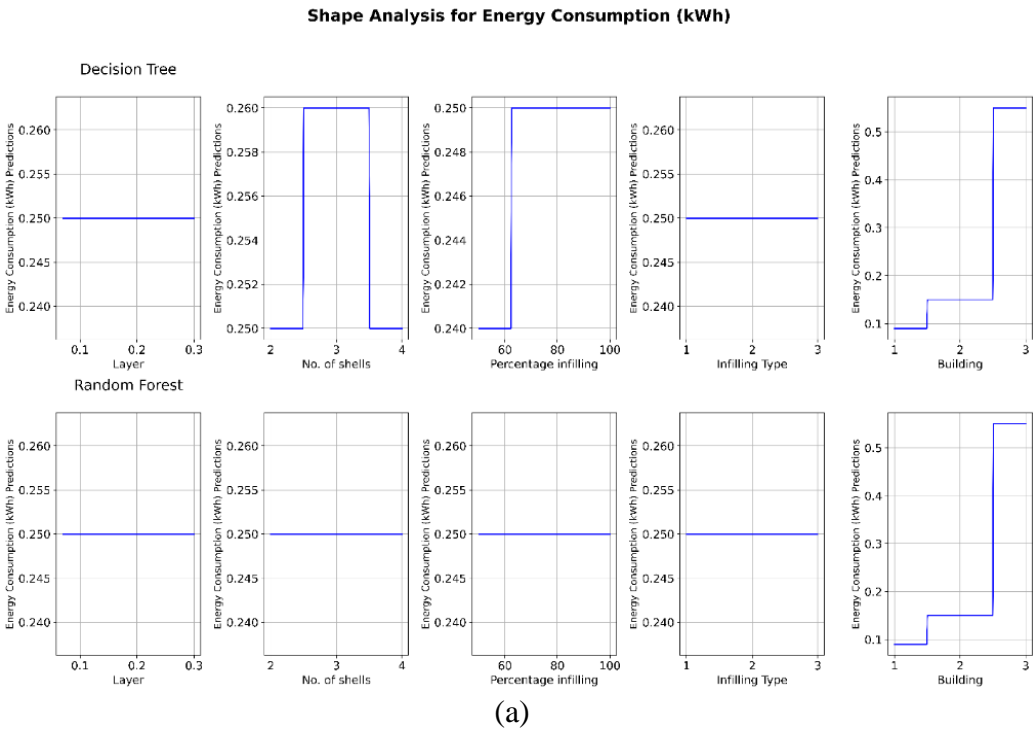 Shape Analysis for Energy Consumption (kWh)
Decision Tree
Energy Consumption (kWh) Predictions
0.260
0.255
0.250
0.245
0.240
0.1 0.2 0.3
Layer
Energy Consumption (kWh) Predictions
0.260
0.258
0.256
0.254
0.252
0.250
2 3 4
No. of shells
Energy Consumption (kWh) Predictions
0.250
0.248
0.246
0.244
0.242
0.240
60 80 100
Percentage infilling
Energy Consumption (kWh) Predictions
0.260
0.255
0.250
0.245
0.240
1 2 3
Infilling Type
Energy Consumption (kWh) Predictions
0.5
0.4
0.3
0.2
0.1
1 2 3
Building
Random Forest
Energy Consumption (kWh) Predictions
0.260
0.255
0.250
0.245
0.240
0.1 0.2 0.3
Layer
Energy Consumption (kWh) Predictions
0.260
0.255
0.250
0.245
0.240
2 3 4
No. of shells
Energy Consumption (kWh) Predictions
0.260
0.255
0.250
0.245
0.240
60 80 100
Percentage infilling
Energy Consumption (kWh) Predictions
0.260
0.255
0.250
0.245
0.240
1 2 3
Infilling Type
Energy Consumption (kWh) Predictions
0.5
0.4
0.3
0.2
0.1
1 2 3
Building
(a)